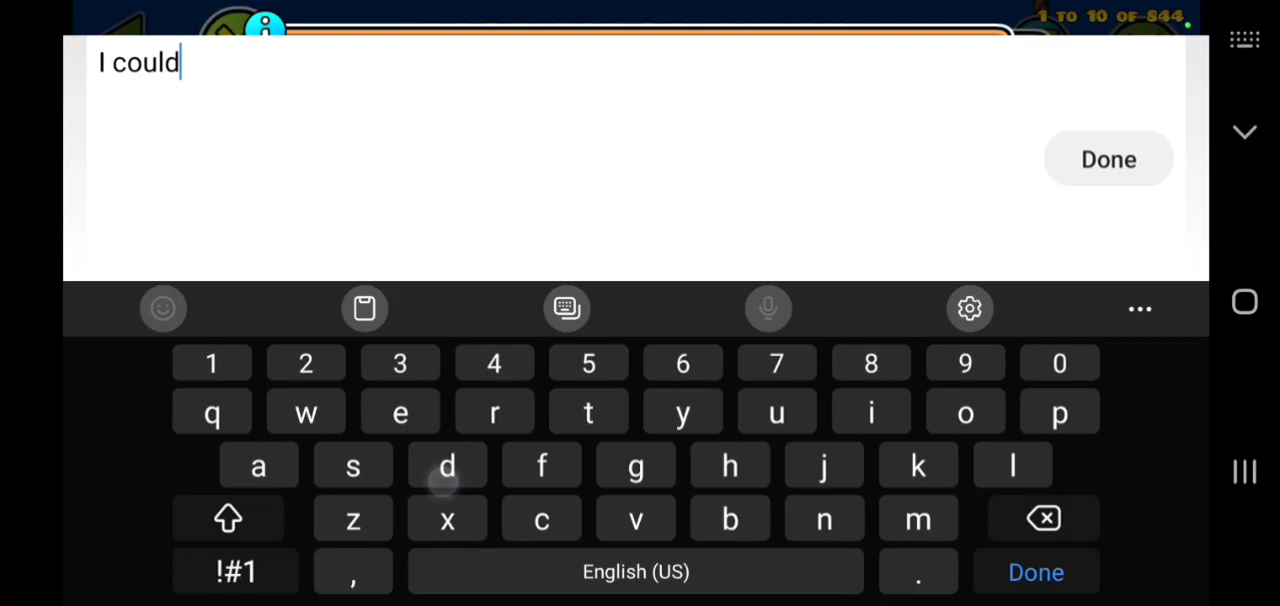 1 TO 10 OF 844
I could
Done
1 2 3 4 5 6 7 8 9 0
q w e r t y u i o p
a s d f g h j k l
z x c v b n m
!#1 , English (US) . Done